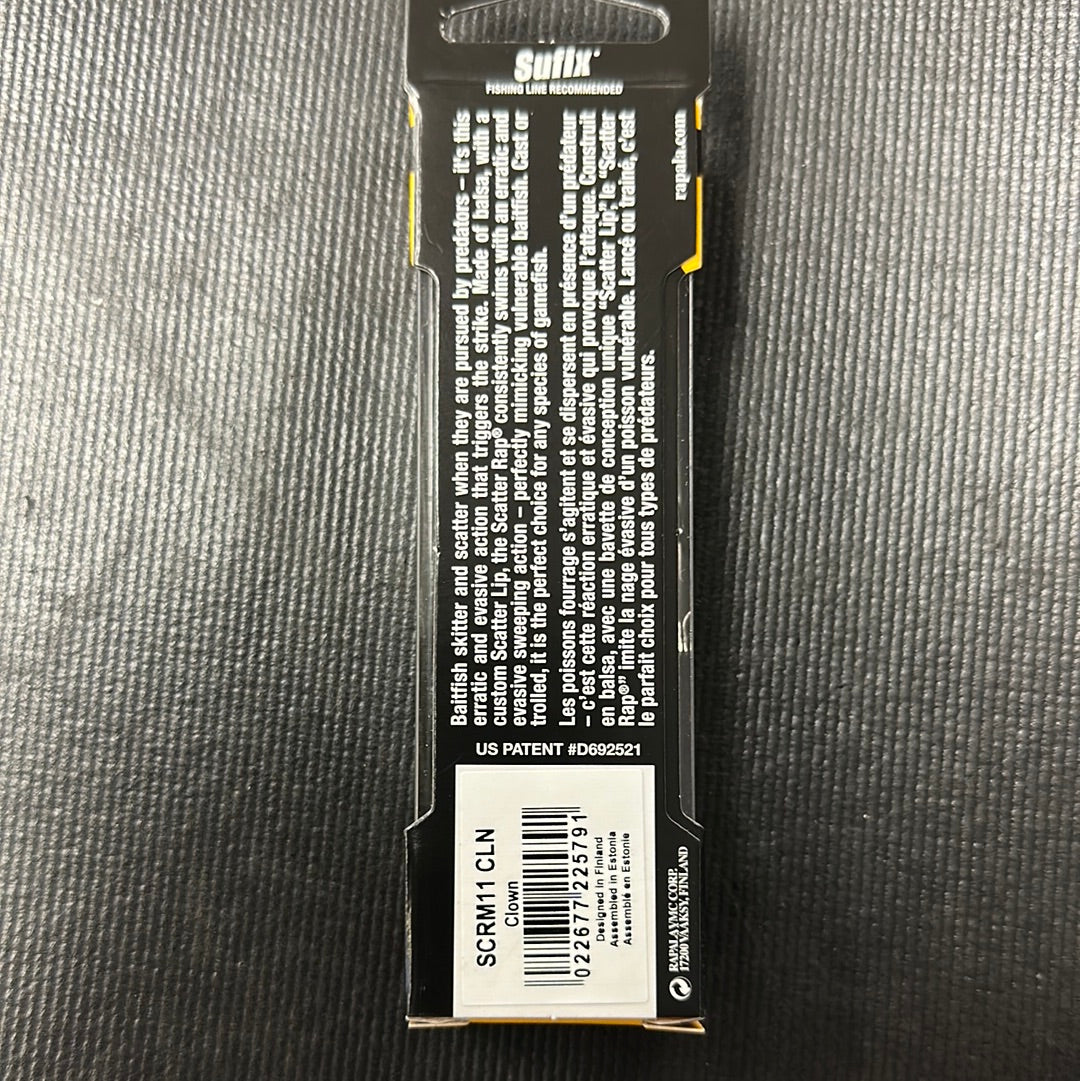 Sufix®
FISHING LINE RECOMMENDED
Baitfish skitter and scatter when they are pursued by predators – it's this
erratic and evasive action that triggers the strike. Made of balsa, with a
custom Scatter Lip, the Scatter Rap® consistently swims with an erratic and
evasive sweeping action – perfectly mimicking vulnerable baitfish. Cast or
trolled, it is the perfect choice for any species of gamefish.
Les poissons fourrage s'agitent et se dispersent en présence d'un prédateur
– c'est cette réaction erratique et évasive qui provoque l'attaque. Construit
en balsa, avec une bavette de conception unique "Scatter Lip", le "Scatter
Rap®" imite la nage évasive d'un poisson vulnérable. Lancé ou trainé, c'est
le parfait choix pour tous types de prédateurs.
rapala.com
US PATENT #D692521
SCRM11 CLN
Clown
022677225791
Designed in Finland
Assembled in Estonia
Assemblé en Estonie
RAPALA VMC CORP.
17200 VÄÄKSY, FINLAND